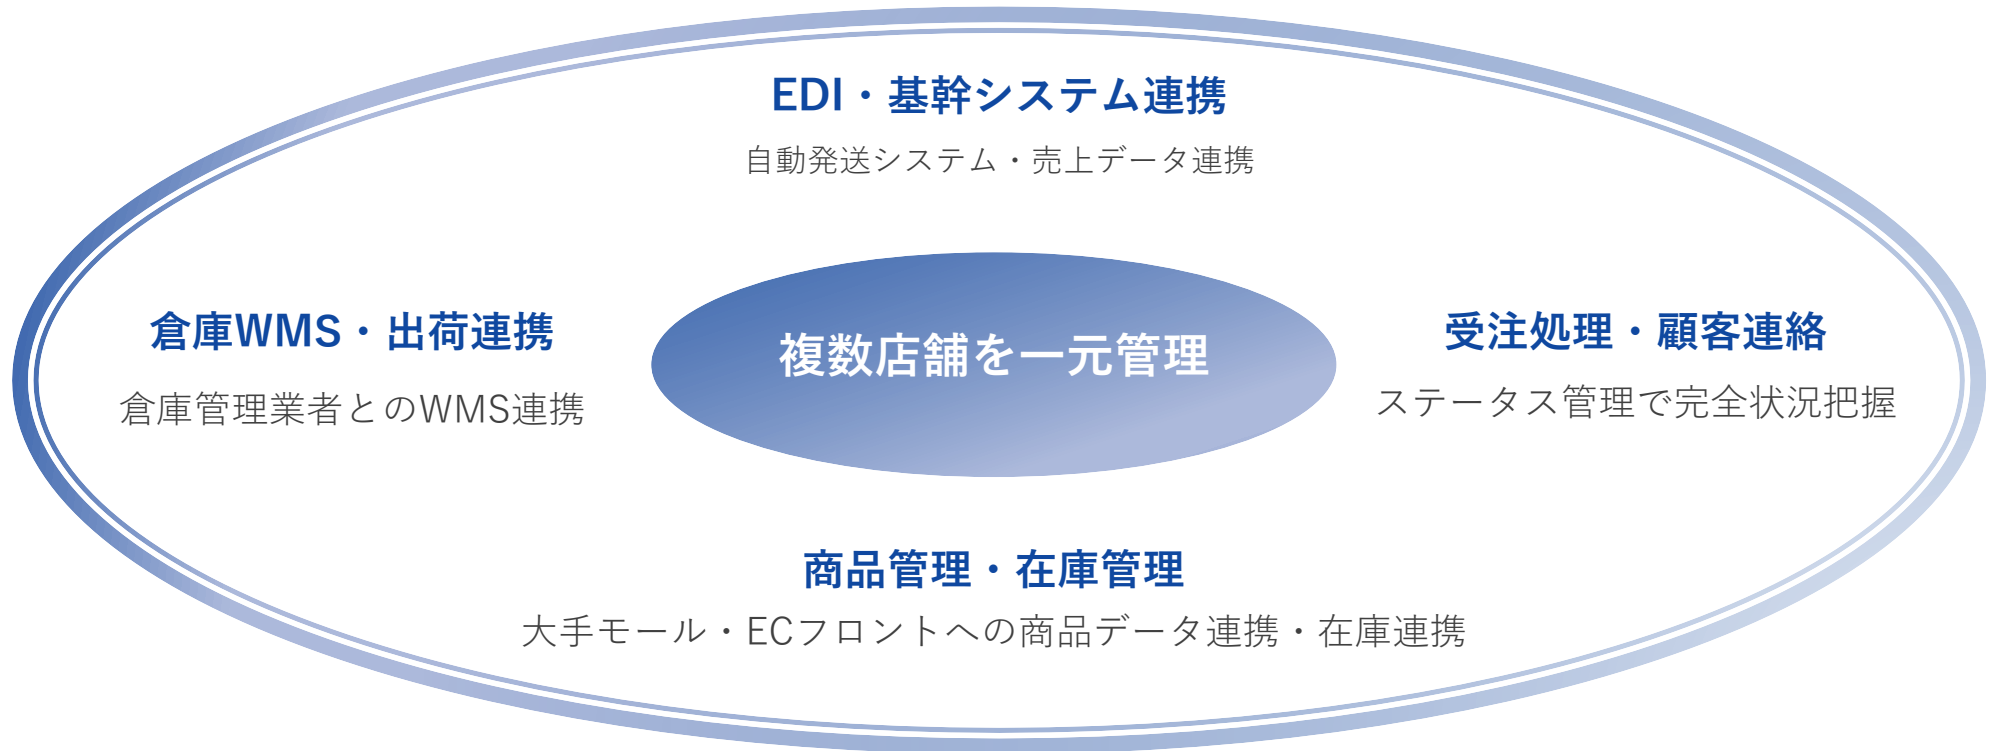 EDI・基幹システム連携
自動発送システム・売上データ連携
倉庫WMS・出荷連携
倉庫管理業者とのWMS連携
複数店舗を一元管理
受注処理・顧客連絡
ステータス管理で完全状況把握
商品管理・在庫管理
大手モール・ECフロントへの商品データ連携・在庫連携